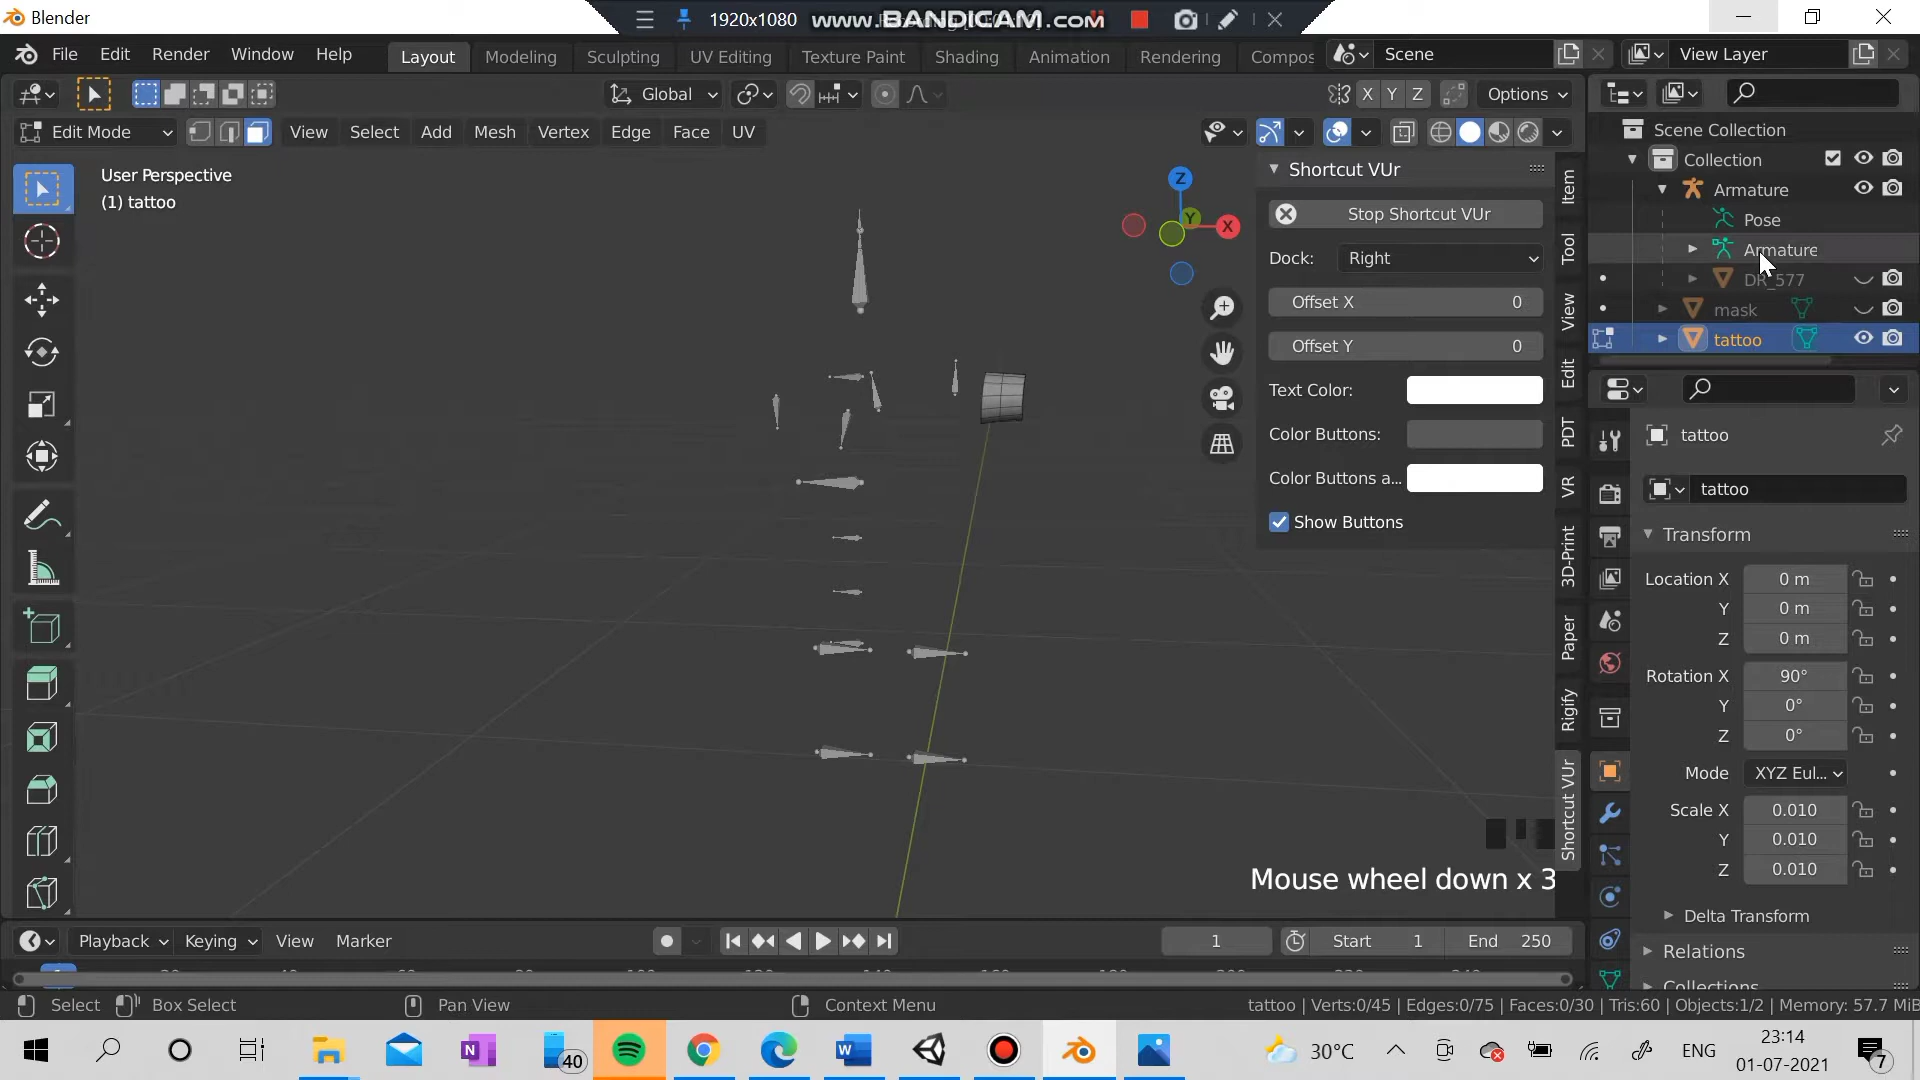 Blender
1920x1080
www.BANDICAM.com
File Edit Render Window Help
Layout Modeling Sculpting UV Editing Texture Paint Shading Animation Rendering Compos
Scene
View Layer
Global
X Y Z
Options
Edit Mode
View Select Add Mesh Vertex Edge Face UV
User Perspective
(1) tattoo
Z
Y
X
Shortcut VUr
Stop Shortcut VUr
Dock: Right
Offset X 0
Offset Y 0
Text Color:
Color Buttons:
Color Buttons a...
Show Buttons
Item
Tool
View
Edit
PDT
VR
3D-Print
Paper
Rigify
Shortcut VUr
Scene Collection
Collection
Armature
Pose
Armature
DR_577
mask
tattoo
tattoo
tattoo
Transform
Location X 0 m
Y 0 m
Z 0 m
Rotation X 90°
Y 0°
Z 0°
Mode XYZ Eul...
Scale X 0.010
Y 0.010
Z 0.010
Delta Transform
Relations
Collections
Mouse wheel down x 3
Playback Keying View Marker
1
Start 1
End 250
Select Box Select Pan View Context Menu
tattoo | Verts:0/45 | Edges:0/75 | Faces:0/30 | Tris:60 | Objects:1/2 | Memory: 57.7 MiB
40
30°C
ENG
23:14
01-07-2021
7